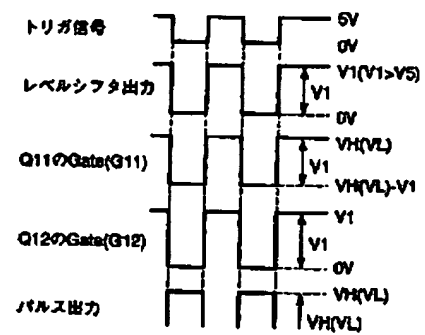 トリガ信号
5V
0V
レベルシフタ出力
V1(V1>V5)
V1
0V
Q11のGate(G11)
VH(VL)
V1
VH(VL)-V1
Q12のGate(G12)
V1
V1
0V
パルス出力
VH(VL)
VH(VL)